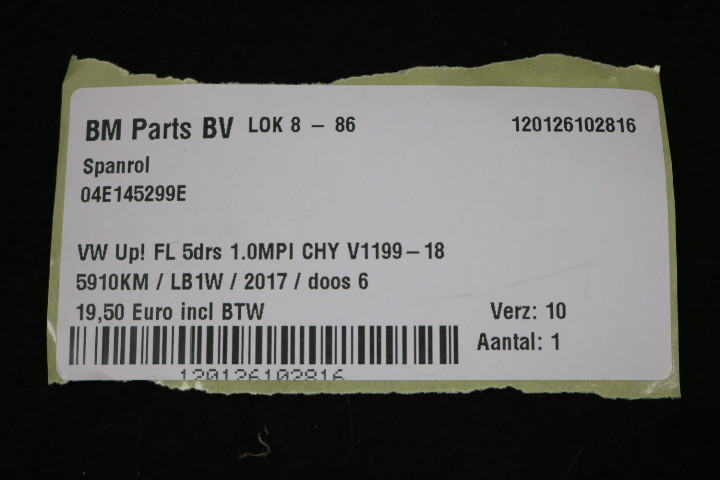 BM Parts BV LOK 8 - 86 120126102816
Spanrol
04E145299E
VW Up! FL 5drs 1.0MPI CHY V1199-18
5910KM / LB1W / 2017 / doos 6
19,50 Euro incl BTW Verz: 10
Aantal: 1
120126102816